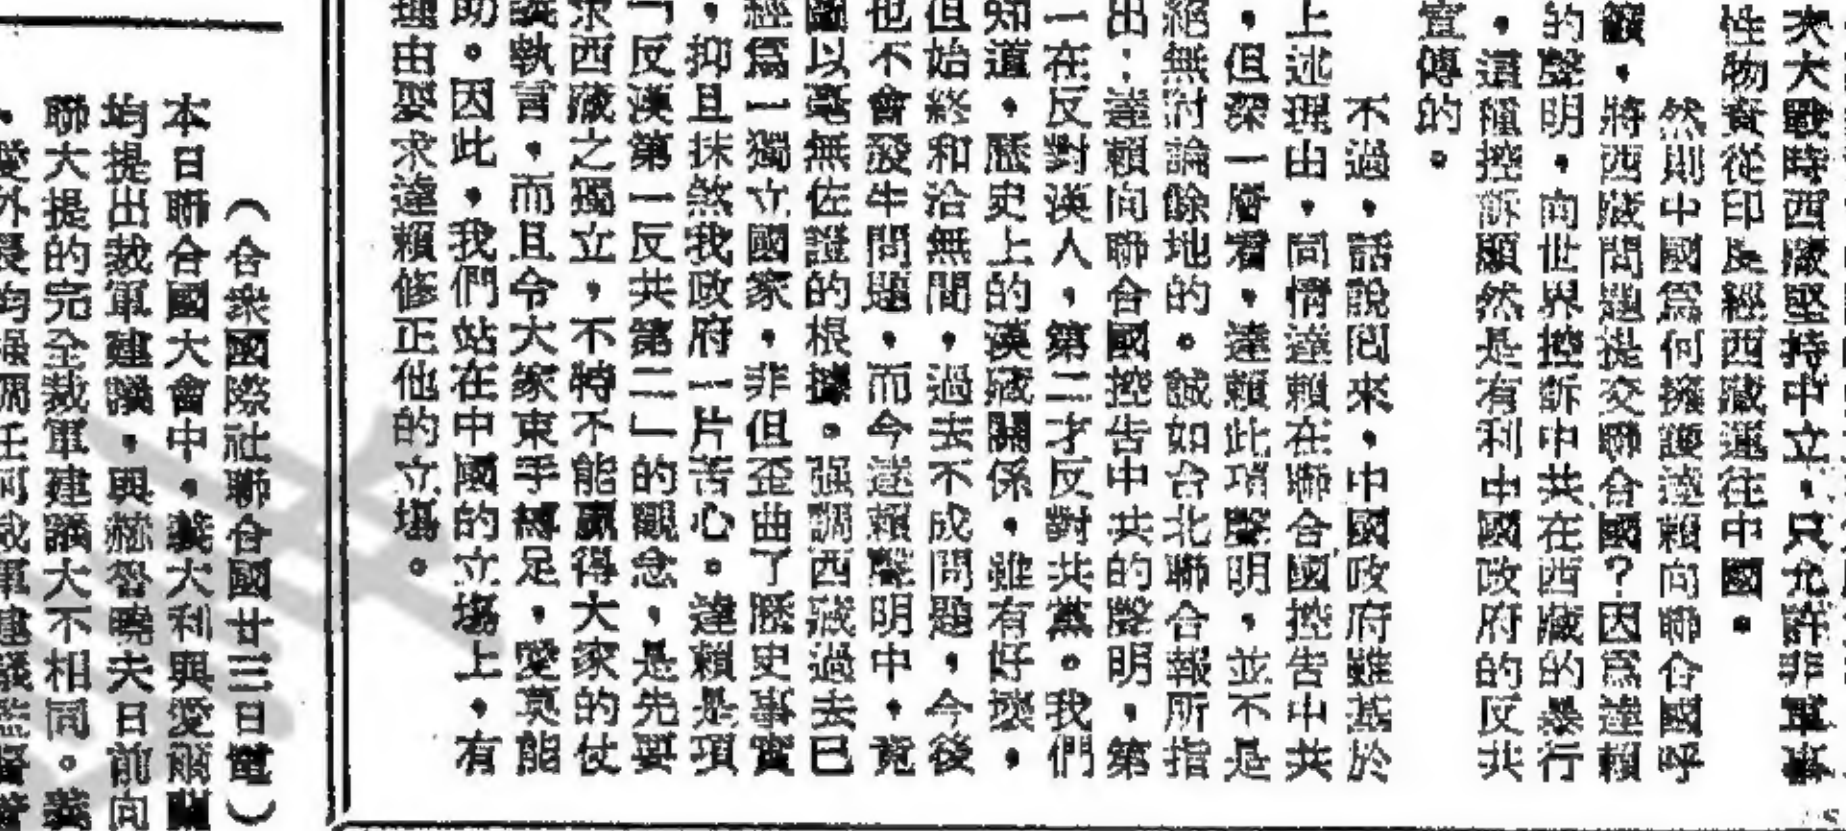 次大戰時西藏堅持中立,只允許非軍事
性物資從印度經西藏運往中國。
然則中國爲何擁護達賴向聯合國呼
籲,將西藏問題提交聯合國?因爲達賴
的聲明,向世界控訴中共在西藏的暴行
,這種控訴顯然是有利中國政府的反共
宣傳的。
不過,話說回來,中國政府雖基於
上述理由,同情達賴在聯合國控告中共
,但深一層看,達賴此項聲明,並不是
絕無討論餘地的。誠如台北聯合報所指
出:達賴向聯合國控告中共的聲明,第
一在反對漢人,第二才反對共黨。我們
知道,歷史上的漢藏關係,雖有好壞,
但始終和洽無間,過去不成問題,今後
也不會發生問題,而今達賴聲明中,竟
圖以毫無佐證的根據。强調西藏過去已
經爲一獨立國家,非但歪曲了歷史事實
,抑且抹煞我政府一片苦心。達賴是項
「反漢第一反共第二」的觀念,是先要
求西藏之獨立,不特不能贏得大家的仗
義執言,而且令大家束手縛足,愛莫能
助。因此,我們站在中國的立場上,有
理由要求達賴修正他的立場。
(合衆國際社聯合國廿三日電)
本日聯合國大會中,義大利與愛爾蘭
均提出裁軍建議,與赫魯曉夫日前向
聯大提的完全裁軍建議大不相同。義
、愛外長均强調任何裁軍建議監督